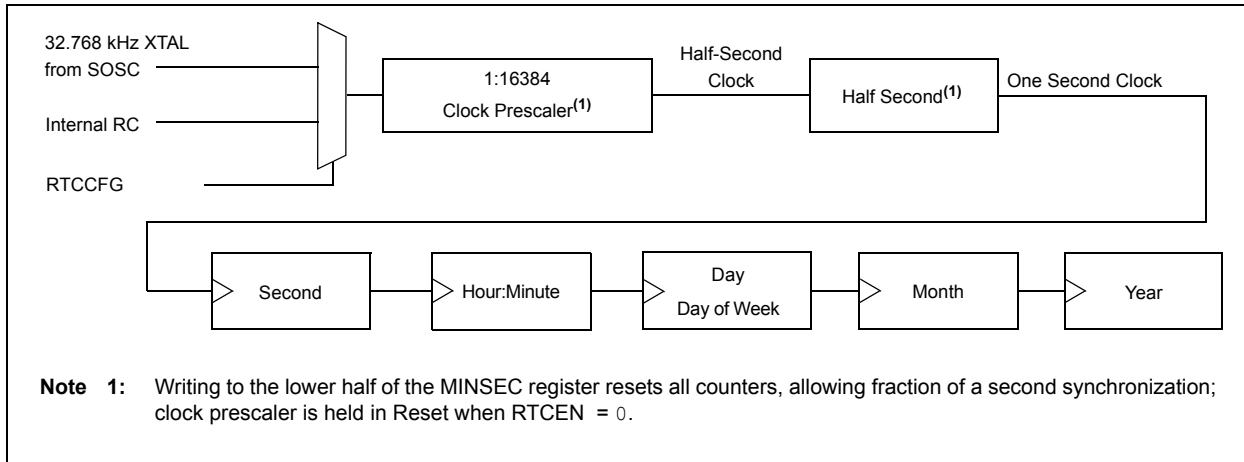 32.768 kHz XTAL
from SOSC
Internal RC
RTCCFG
1:16384
Clock Prescaler(1)
Half-Second
Clock
Half Second(1)
One Second Clock
Second
Hour:Minute
Day
Day of Week
Month
Year
Note 1: Writing to the lower half of the MINSEC register resets all counters, allowing fraction of a second synchronization;
clock prescaler is held in Reset when RTCEN = 0.